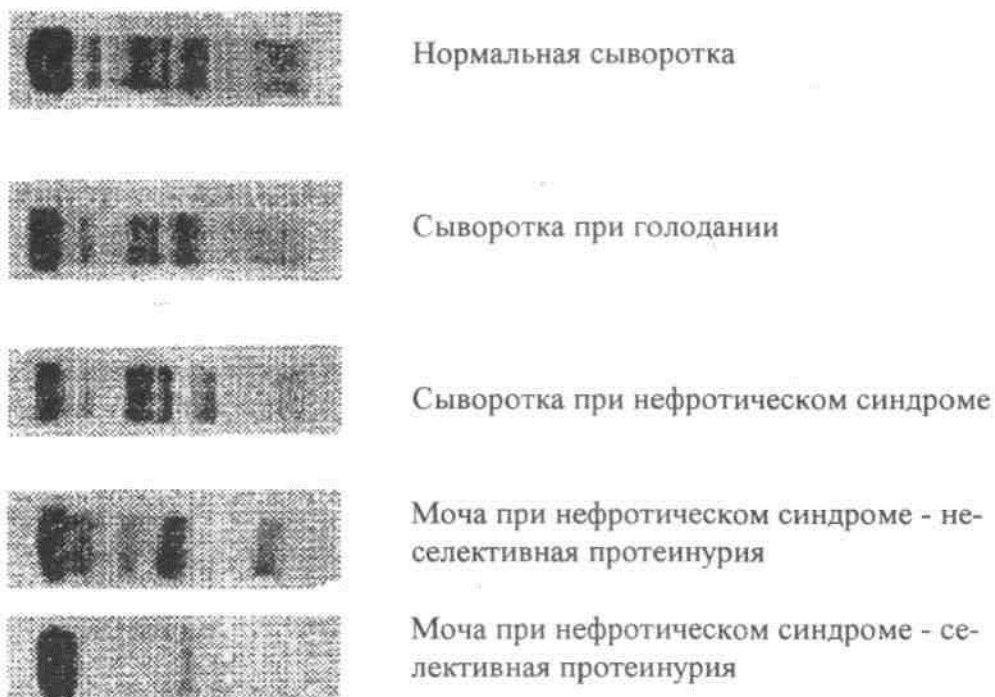 Нормальная сыворотка
Сыворотка при голодании
Сыворотка при нефротическом синдроме
Моча при нефротическом синдроме - не-
селективная протеинурия
Моча при нефротическом синдроме - се-
лективная протеинурия